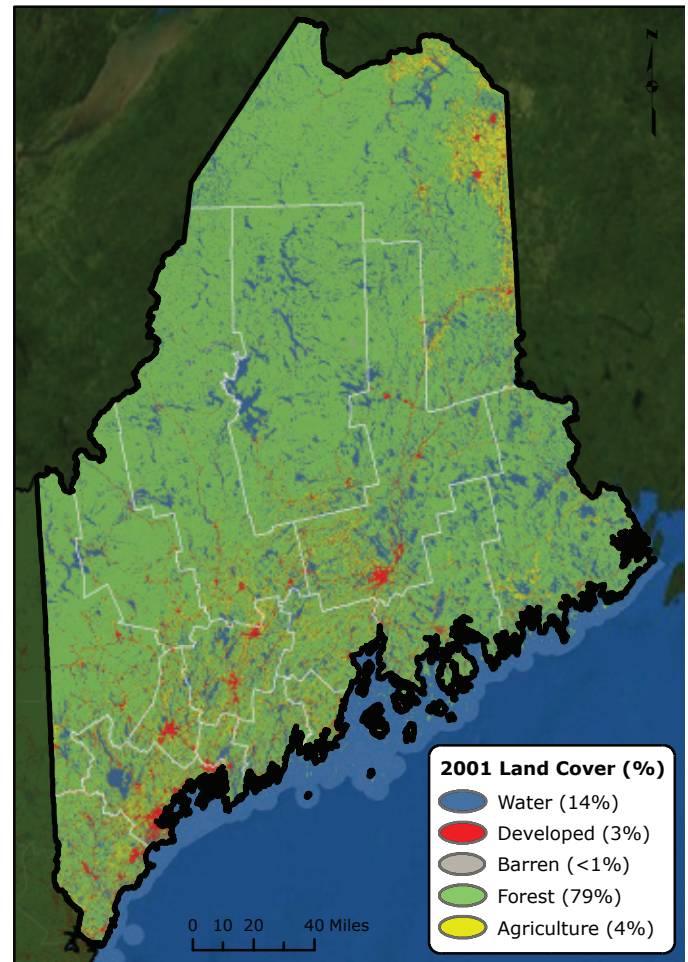 N
2001 Land Cover (%)
Water (14%)
Developed (3%)
Barren (<1%)
Forest (79%)
Agriculture (4%)
0 10 20 40 Miles